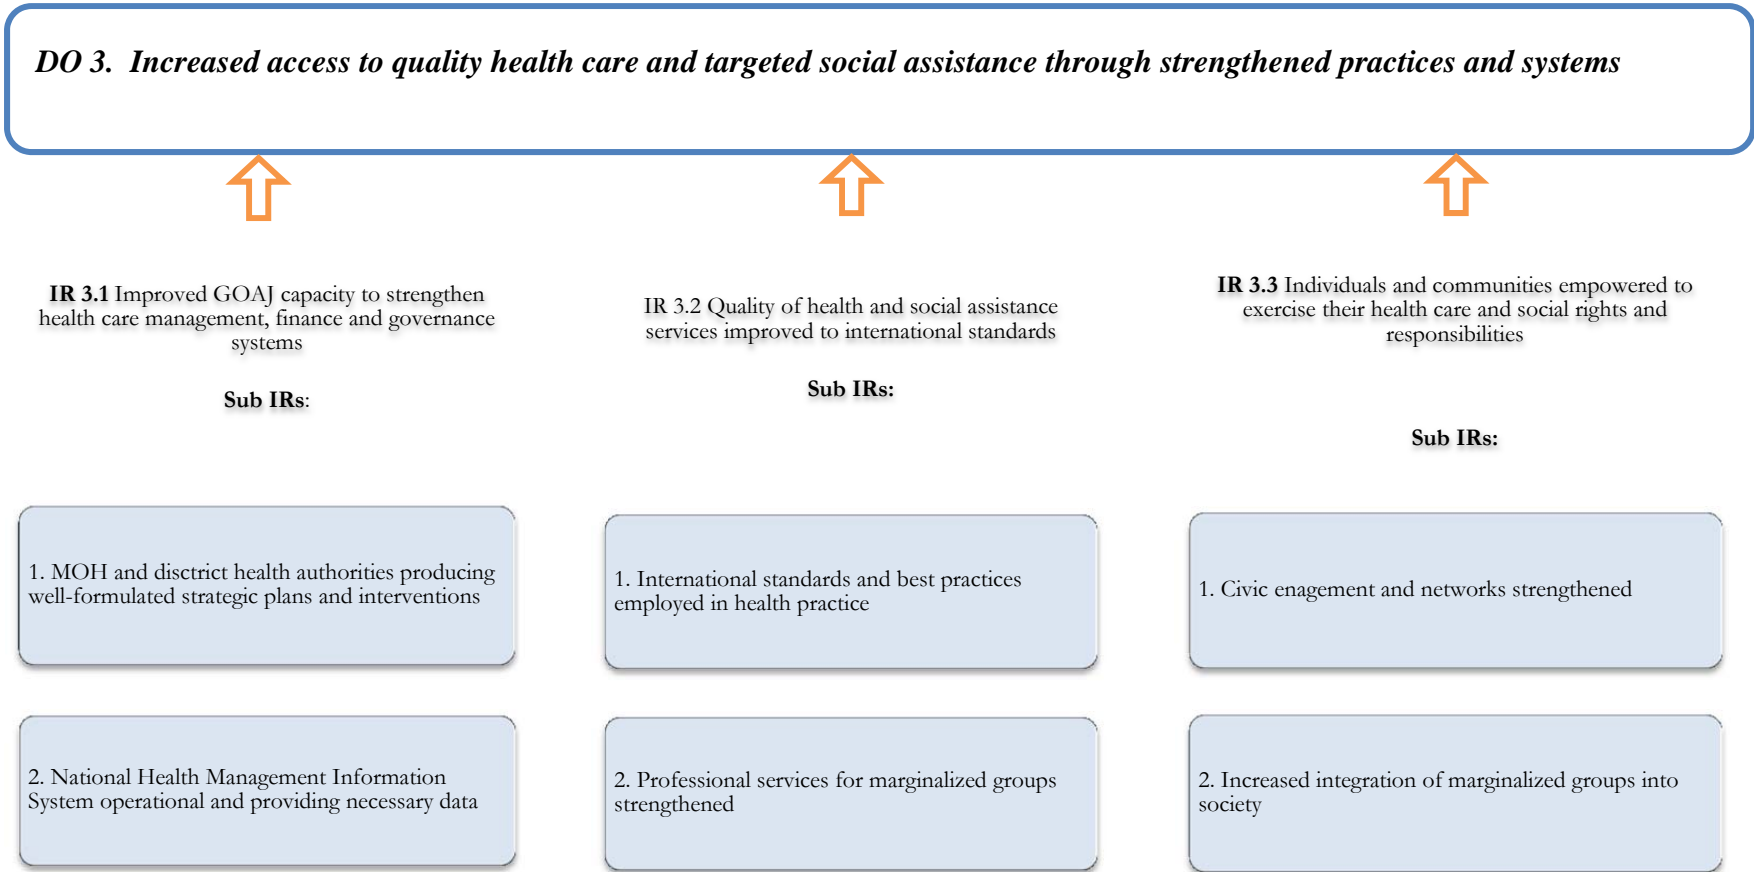 DO 3. Increased access to quality health care and targeted social assistance through strengthened practices and systems
IR 3.1 Improved GOAJ capacity to strengthen
health care management, finance and governance
systems
Sub IRs:
1. MOH and disctrict health authorities producing
well-formulated strategic plans and interventions
2. National Health Management Information
System operational and providing necessary data
IR 3.2 Quality of health and social assistance
services improved to international standards
Sub IRs:
1. International standards and best practices
employed in health practice
2. Professional services for marginalized groups
strengthened
IR 3.3 Individuals and communities empowered to
exercise their health care and social rights and
responsibilities
Sub IRs:
1. Civic enagement and networks strengthened
2. Increased integration of marginalized groups into
society